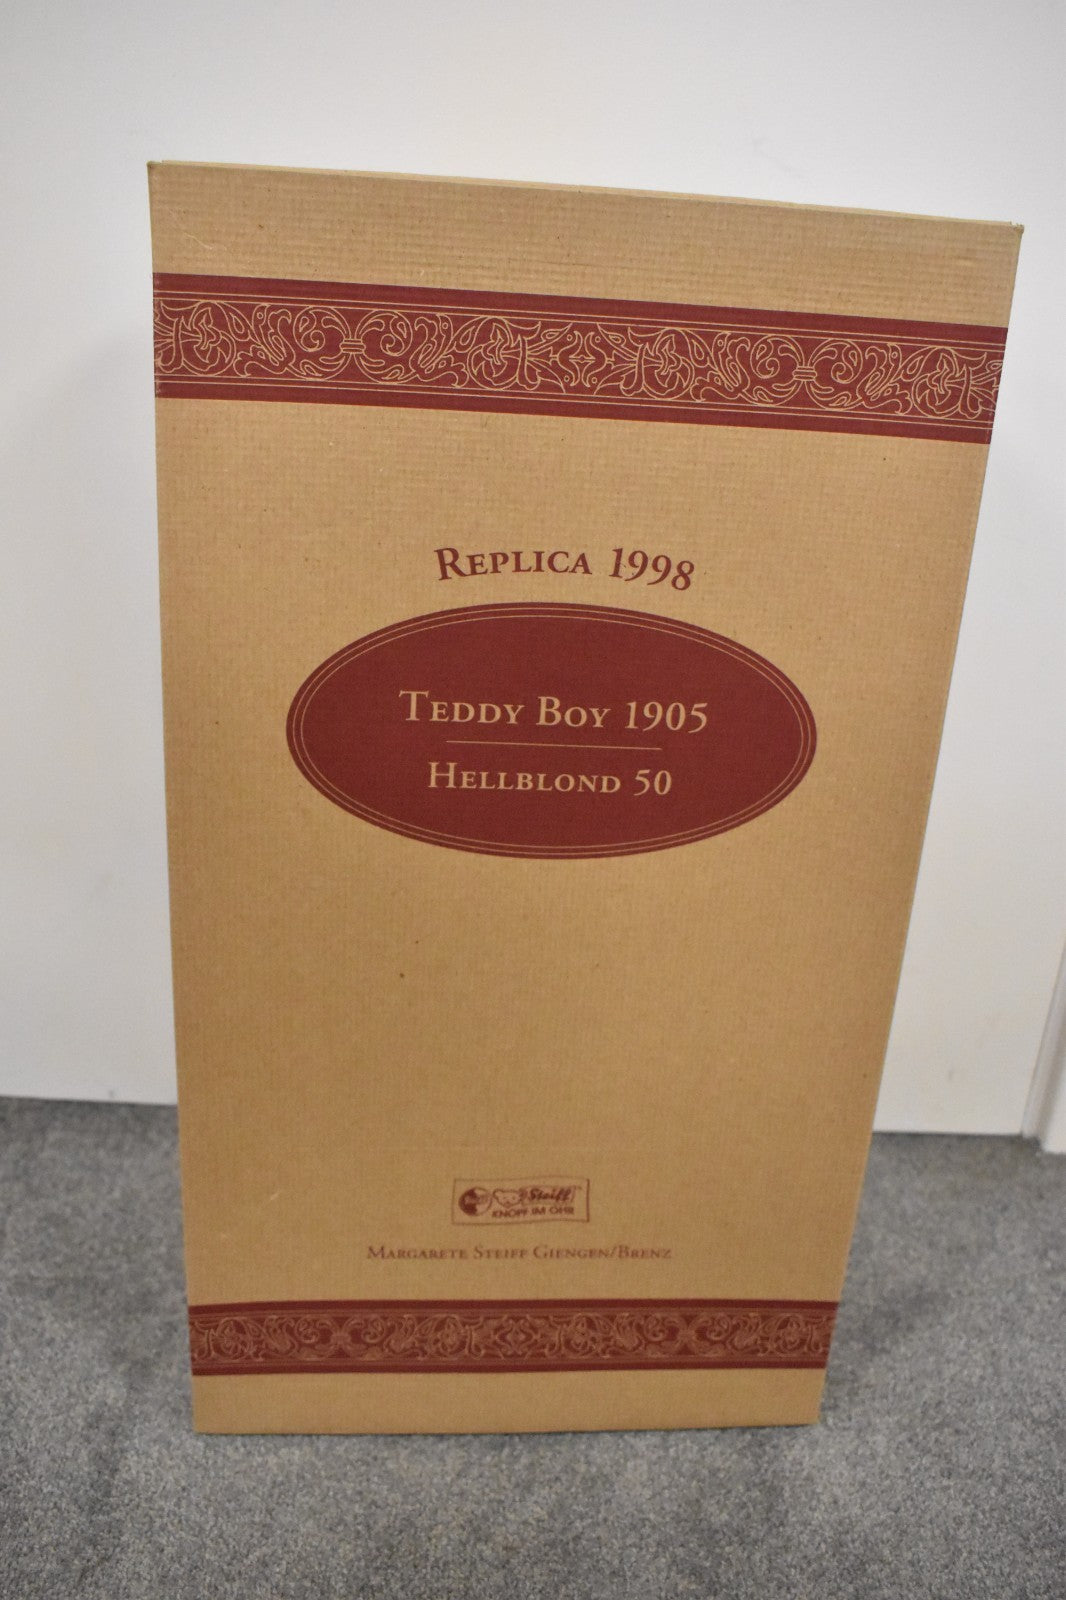 Replica 1998
Teddy Boy 1905
Hellblond 50
Steiff
KNOPF IM OHR
Margarete Steiff Giengen/Brenz